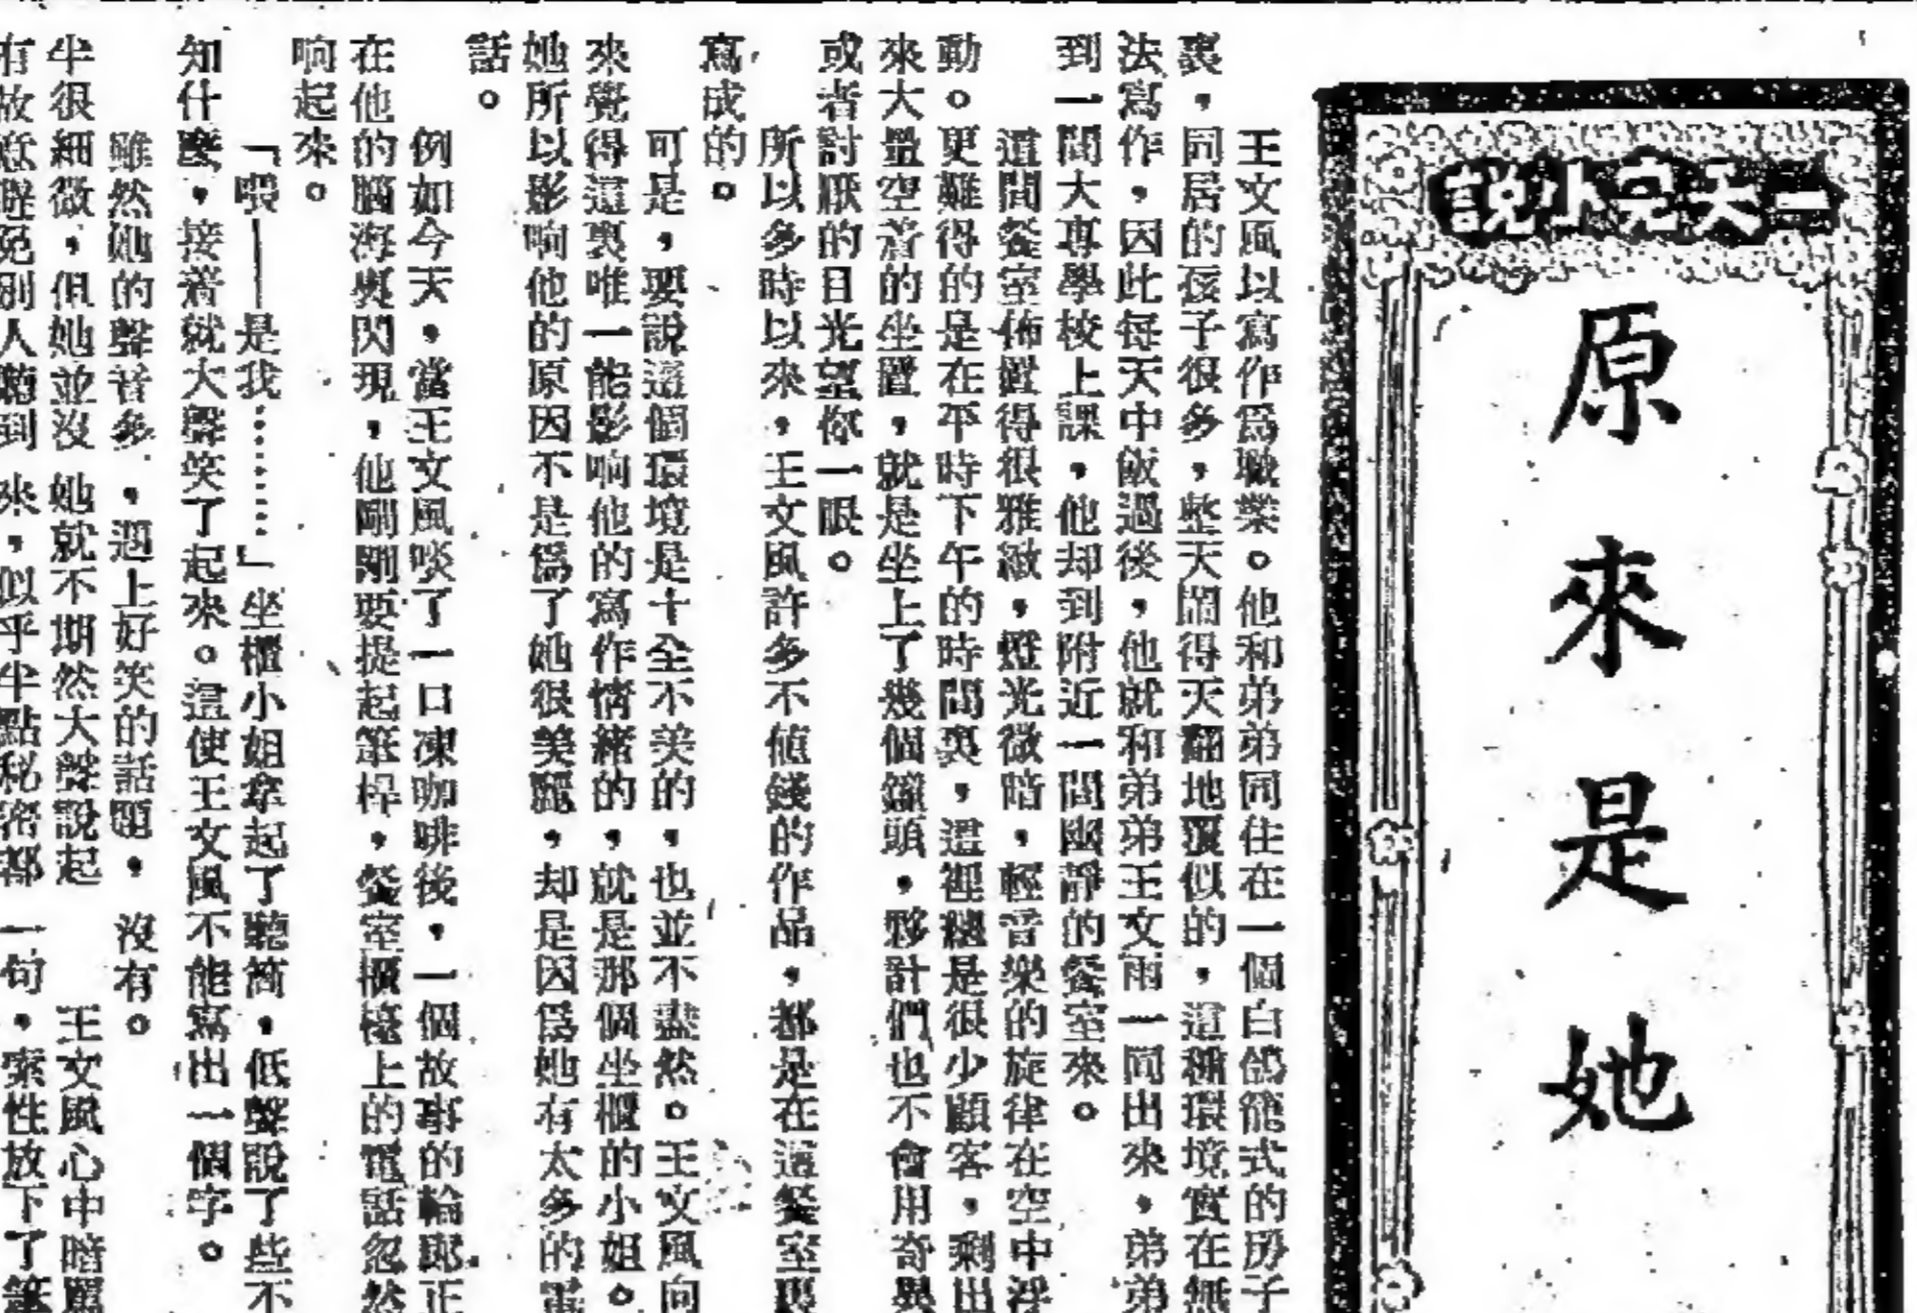 一天完小説
原來是她
王文風以寫作爲職業。他和弟弟同住在一個白鴿籠式的房子
裏，同居的孩子很多，整天鬧得天翻地覆似的，這種環境實在無
法寫作，因此每天中飯過後，他就和弟弟王文雨一同出來，弟弟
到一間大專學校上課，他却到附近一間幽靜的餐室來。
這間餐室佈置得很雅緻，燈光微暗，輕音樂的旋律在空中浮
動。更難得的是在平時下午的時間裏，這裡總是很少顧客，剩出
來大量空着的坐置，就是坐上了幾個鐘頭，夥計們也不會用奇異
或者討厭的目光望你一眼。
所以多時以來，王文風許多不値錢的作品，都是在這餐室裏
寫成的。
可是，要說這個環境是十全不美的，也並不盡然。王文風向
來覺得這裏唯一能影响他的寫作情緒的，就是那個坐櫃的小姐。
她所以影响他的原因不是爲了她很美麗，却是因爲她有太多的電
話。
例如今天，當王文風啖了一口凍咖啡後，一個故事的輪廓正
在他的腦海裏閃現，他剛剛要提起筆桿，餐室櫃檯上的電話忽然
响起來。
「喂——是我………」坐櫃小姐拿起了聽筒，低聲說了些不
知什麼，接着就大聲笑了起來。這使王文風不能寫出一個字。
雖然她的聲音多，遇上好笑的話題， 沒有。
半很細微，但她並沒 她就不期然大聲說起 王文風心中暗罵
有故意避免別人聽到 來，似乎半點秘密都 一句，索性放下了筆